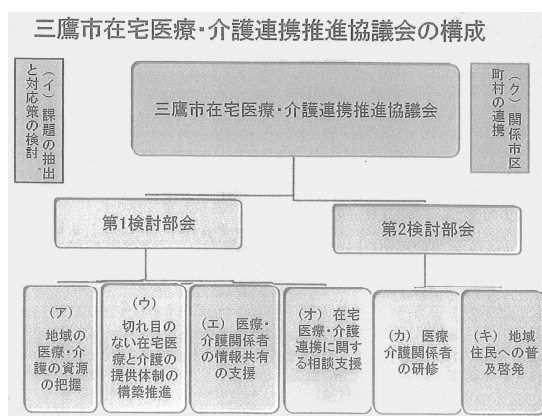 三鷹市在宅医療・介護連携推進協議会の構成
（イ）課題の抽出
と対応策の検討
三鷹市在宅医療・介護連携推進協議会
（ク）関係市区
町村の連携
第1検討部会
第2検討部会
（ア）
地域の
医療・介
護の資源
の把握
（ウ）
切れ目の
ない在宅医
療と介護の
提供体制の
構築推進
（エ）医療・
介護関係者
の情報共有
の支援
（オ）在宅
医療・介護
連携に関す
る相談支援
（カ）医療
介護関係者
の研修
（キ）地域
住民への普
及啓発